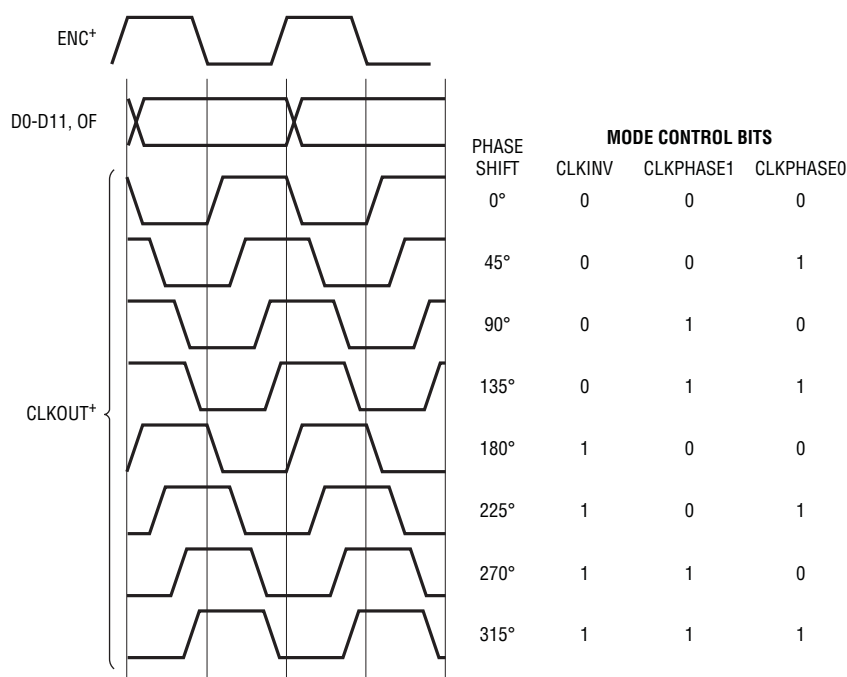 ENC+
D0-D11, OF
CLKOUT+
MODE CONTROL BITS
PHASE
SHIFT CLKINV CLKPHASE1 CLKPHASE0
0° 0 0 0
45° 0 0 1
90° 0 1 0
135° 0 1 1
180° 1 0 0
225° 1 0 1
270° 1 1 0
315° 1 1 1